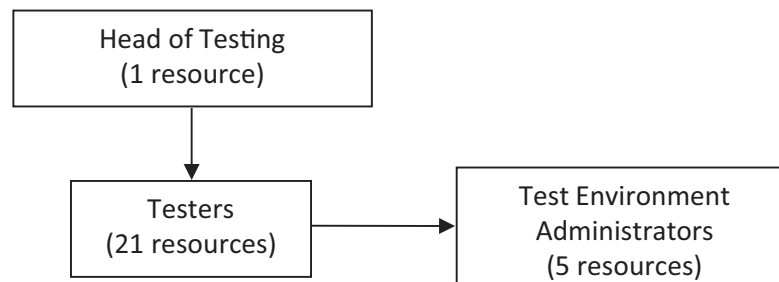 Head of Testing
(1 resource)
Testers
(21 resources)
Test Environment
Administrators
(5 resources)